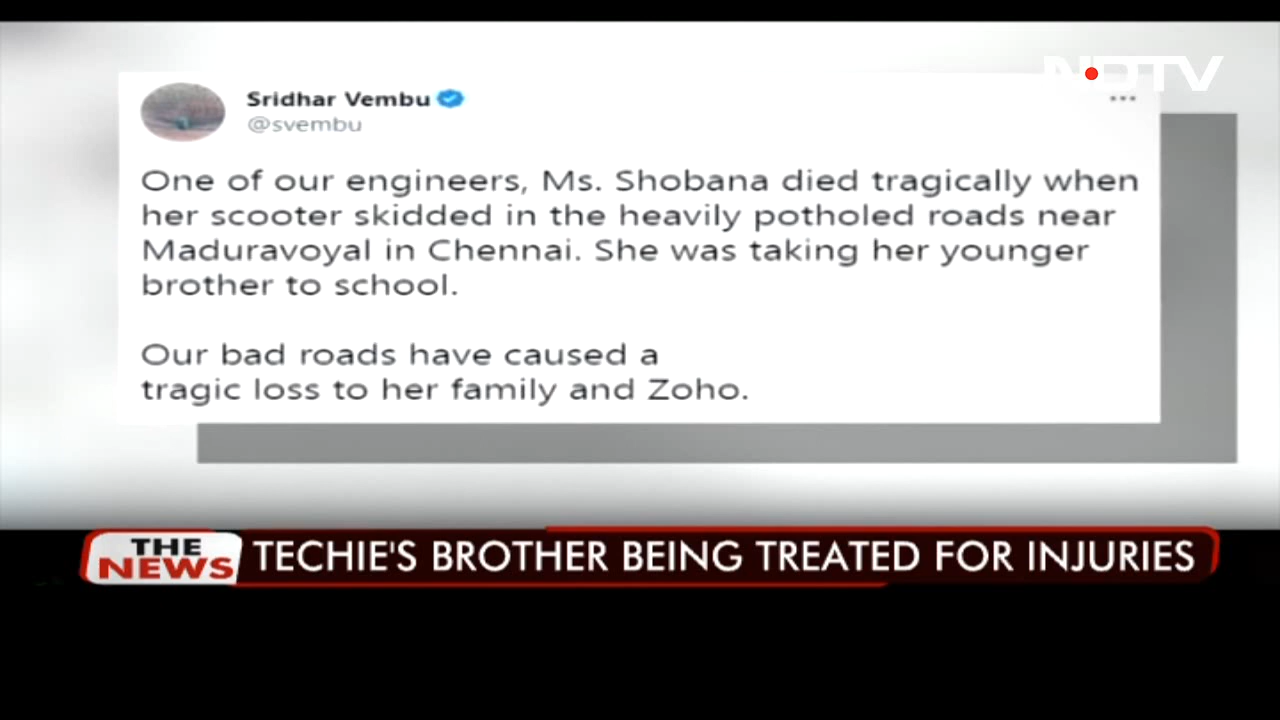 NDTV
Sridhar Vembu
@svembu
One of our engineers, Ms. Shobana died tragically when
her scooter skidded in the heavily potholed roads near
Maduravoyal in Chennai. She was taking her younger
brother to school.
Our bad roads have caused a
tragic loss to her family and Zoho.
THE
NEWS
TECHIE'S BROTHER BEING TREATED FOR INJURIES